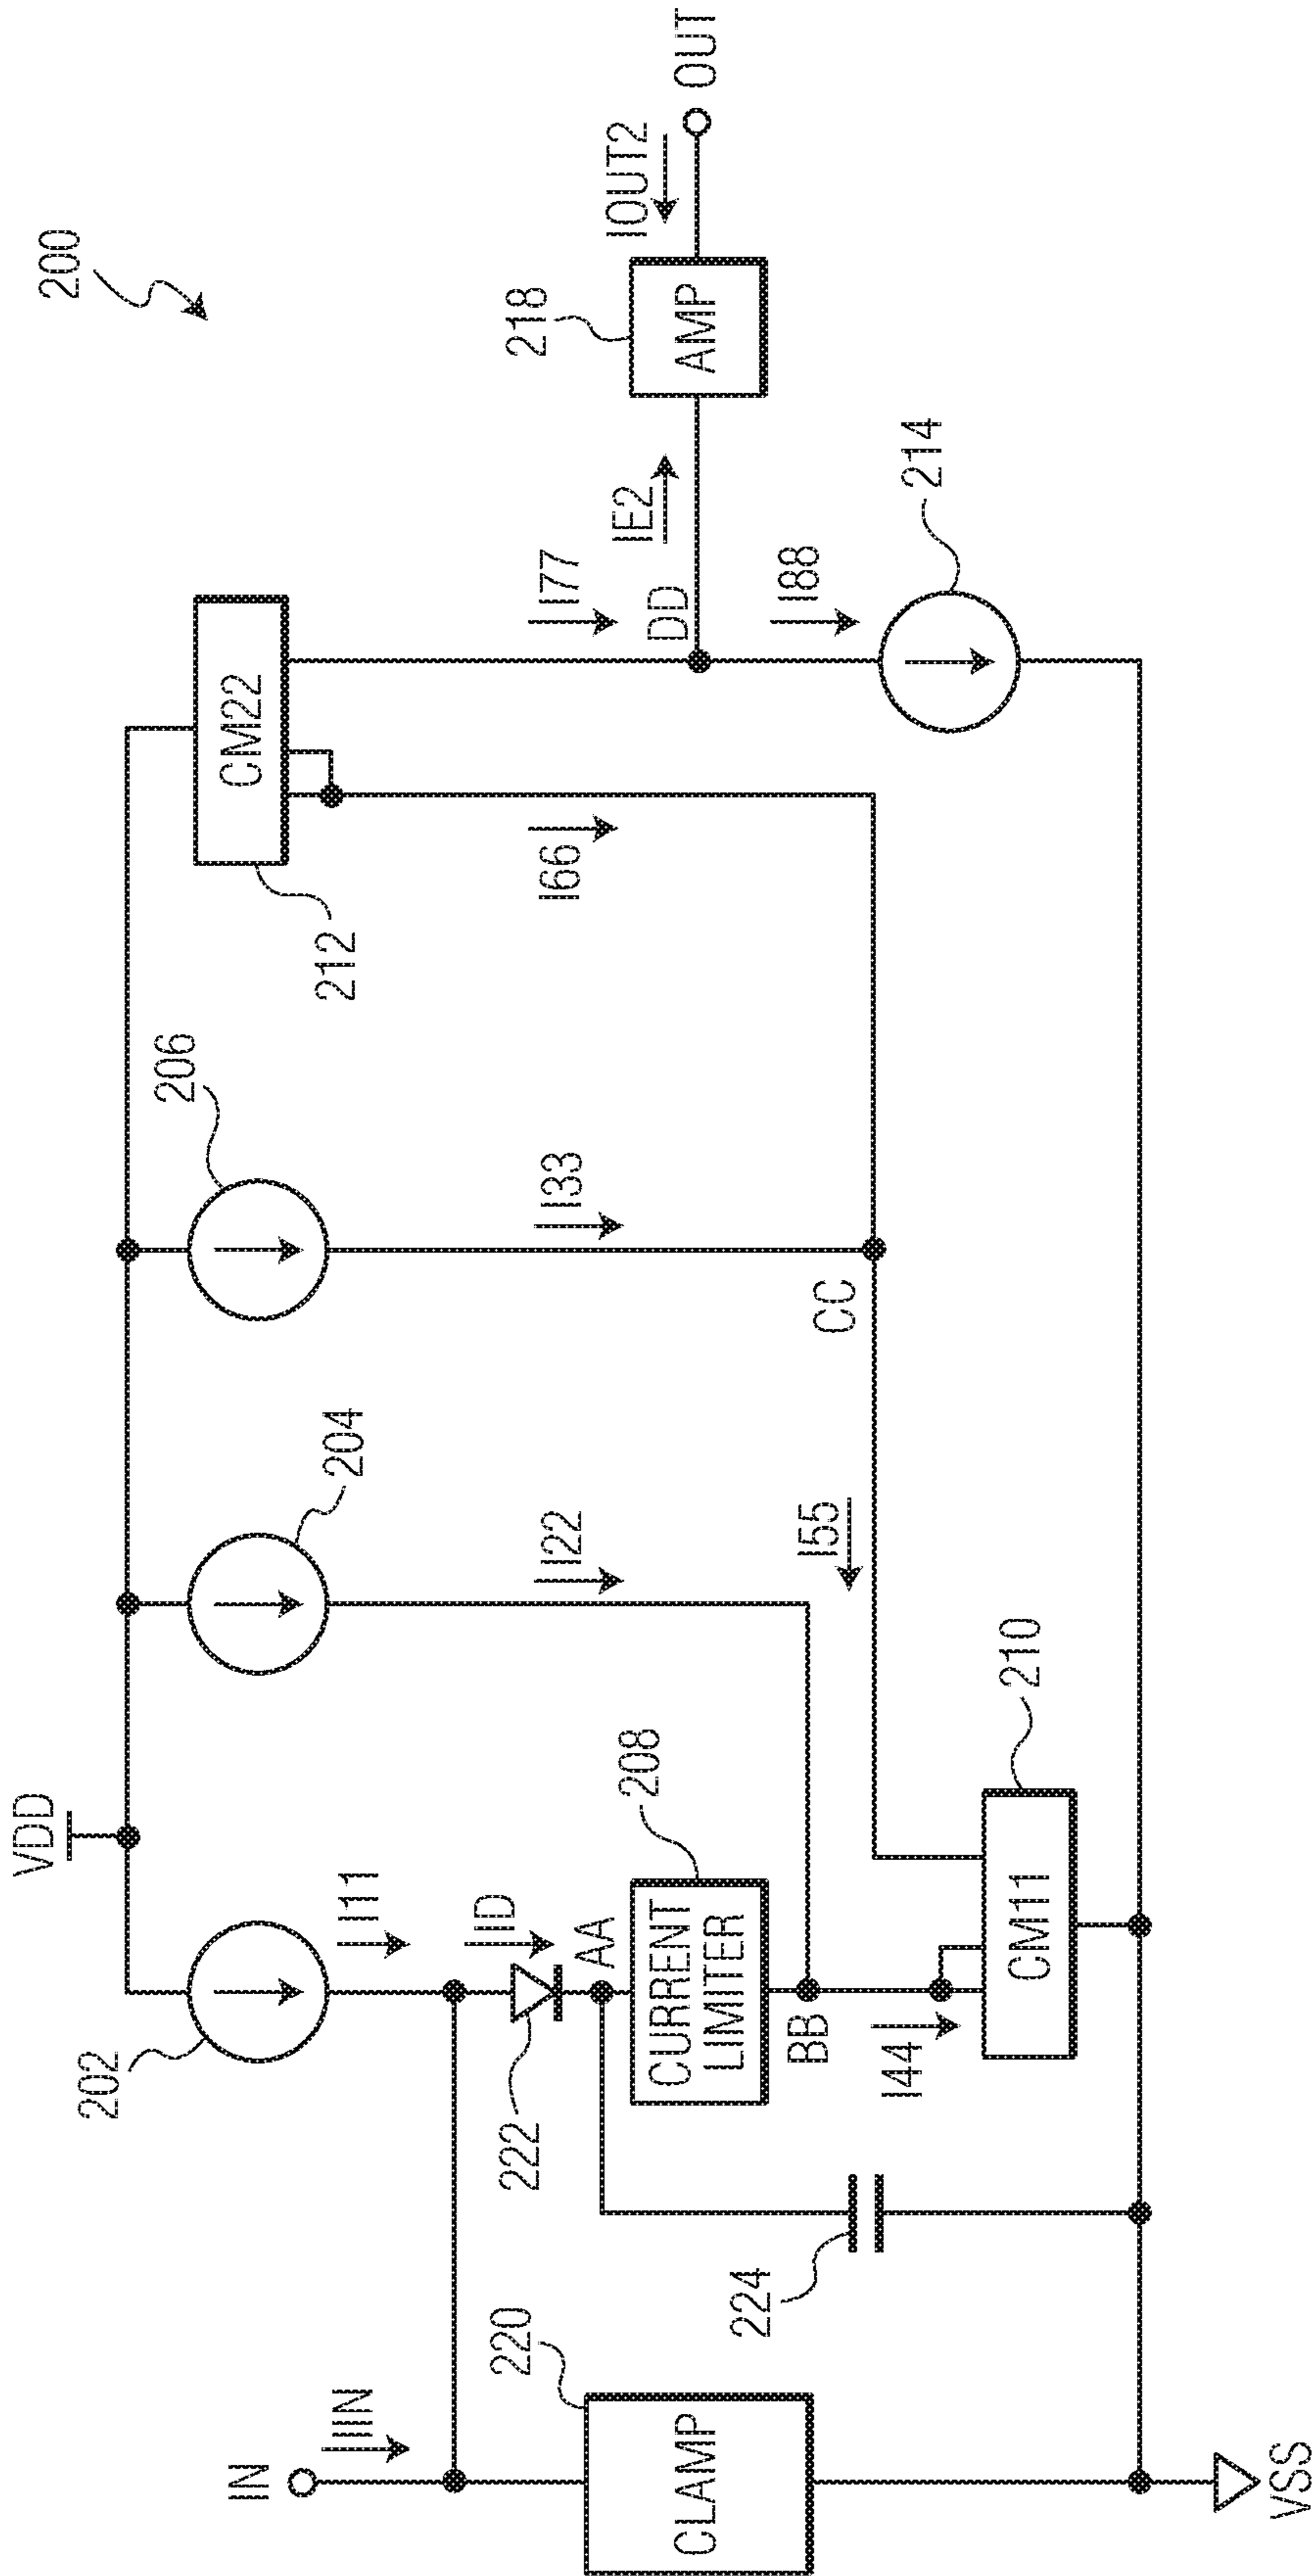 200
VDD
IN
IIN
202
I11
IID
222
AA
204
I22
206
I33
212
CM22
I66
I77
DD
IE2
218
AMP
IOUT2
OUT
I88
214
220
CLAMP
224
CURRENT
LIMITER
208
BB
I44
I55
CC
CM11
210
VSS